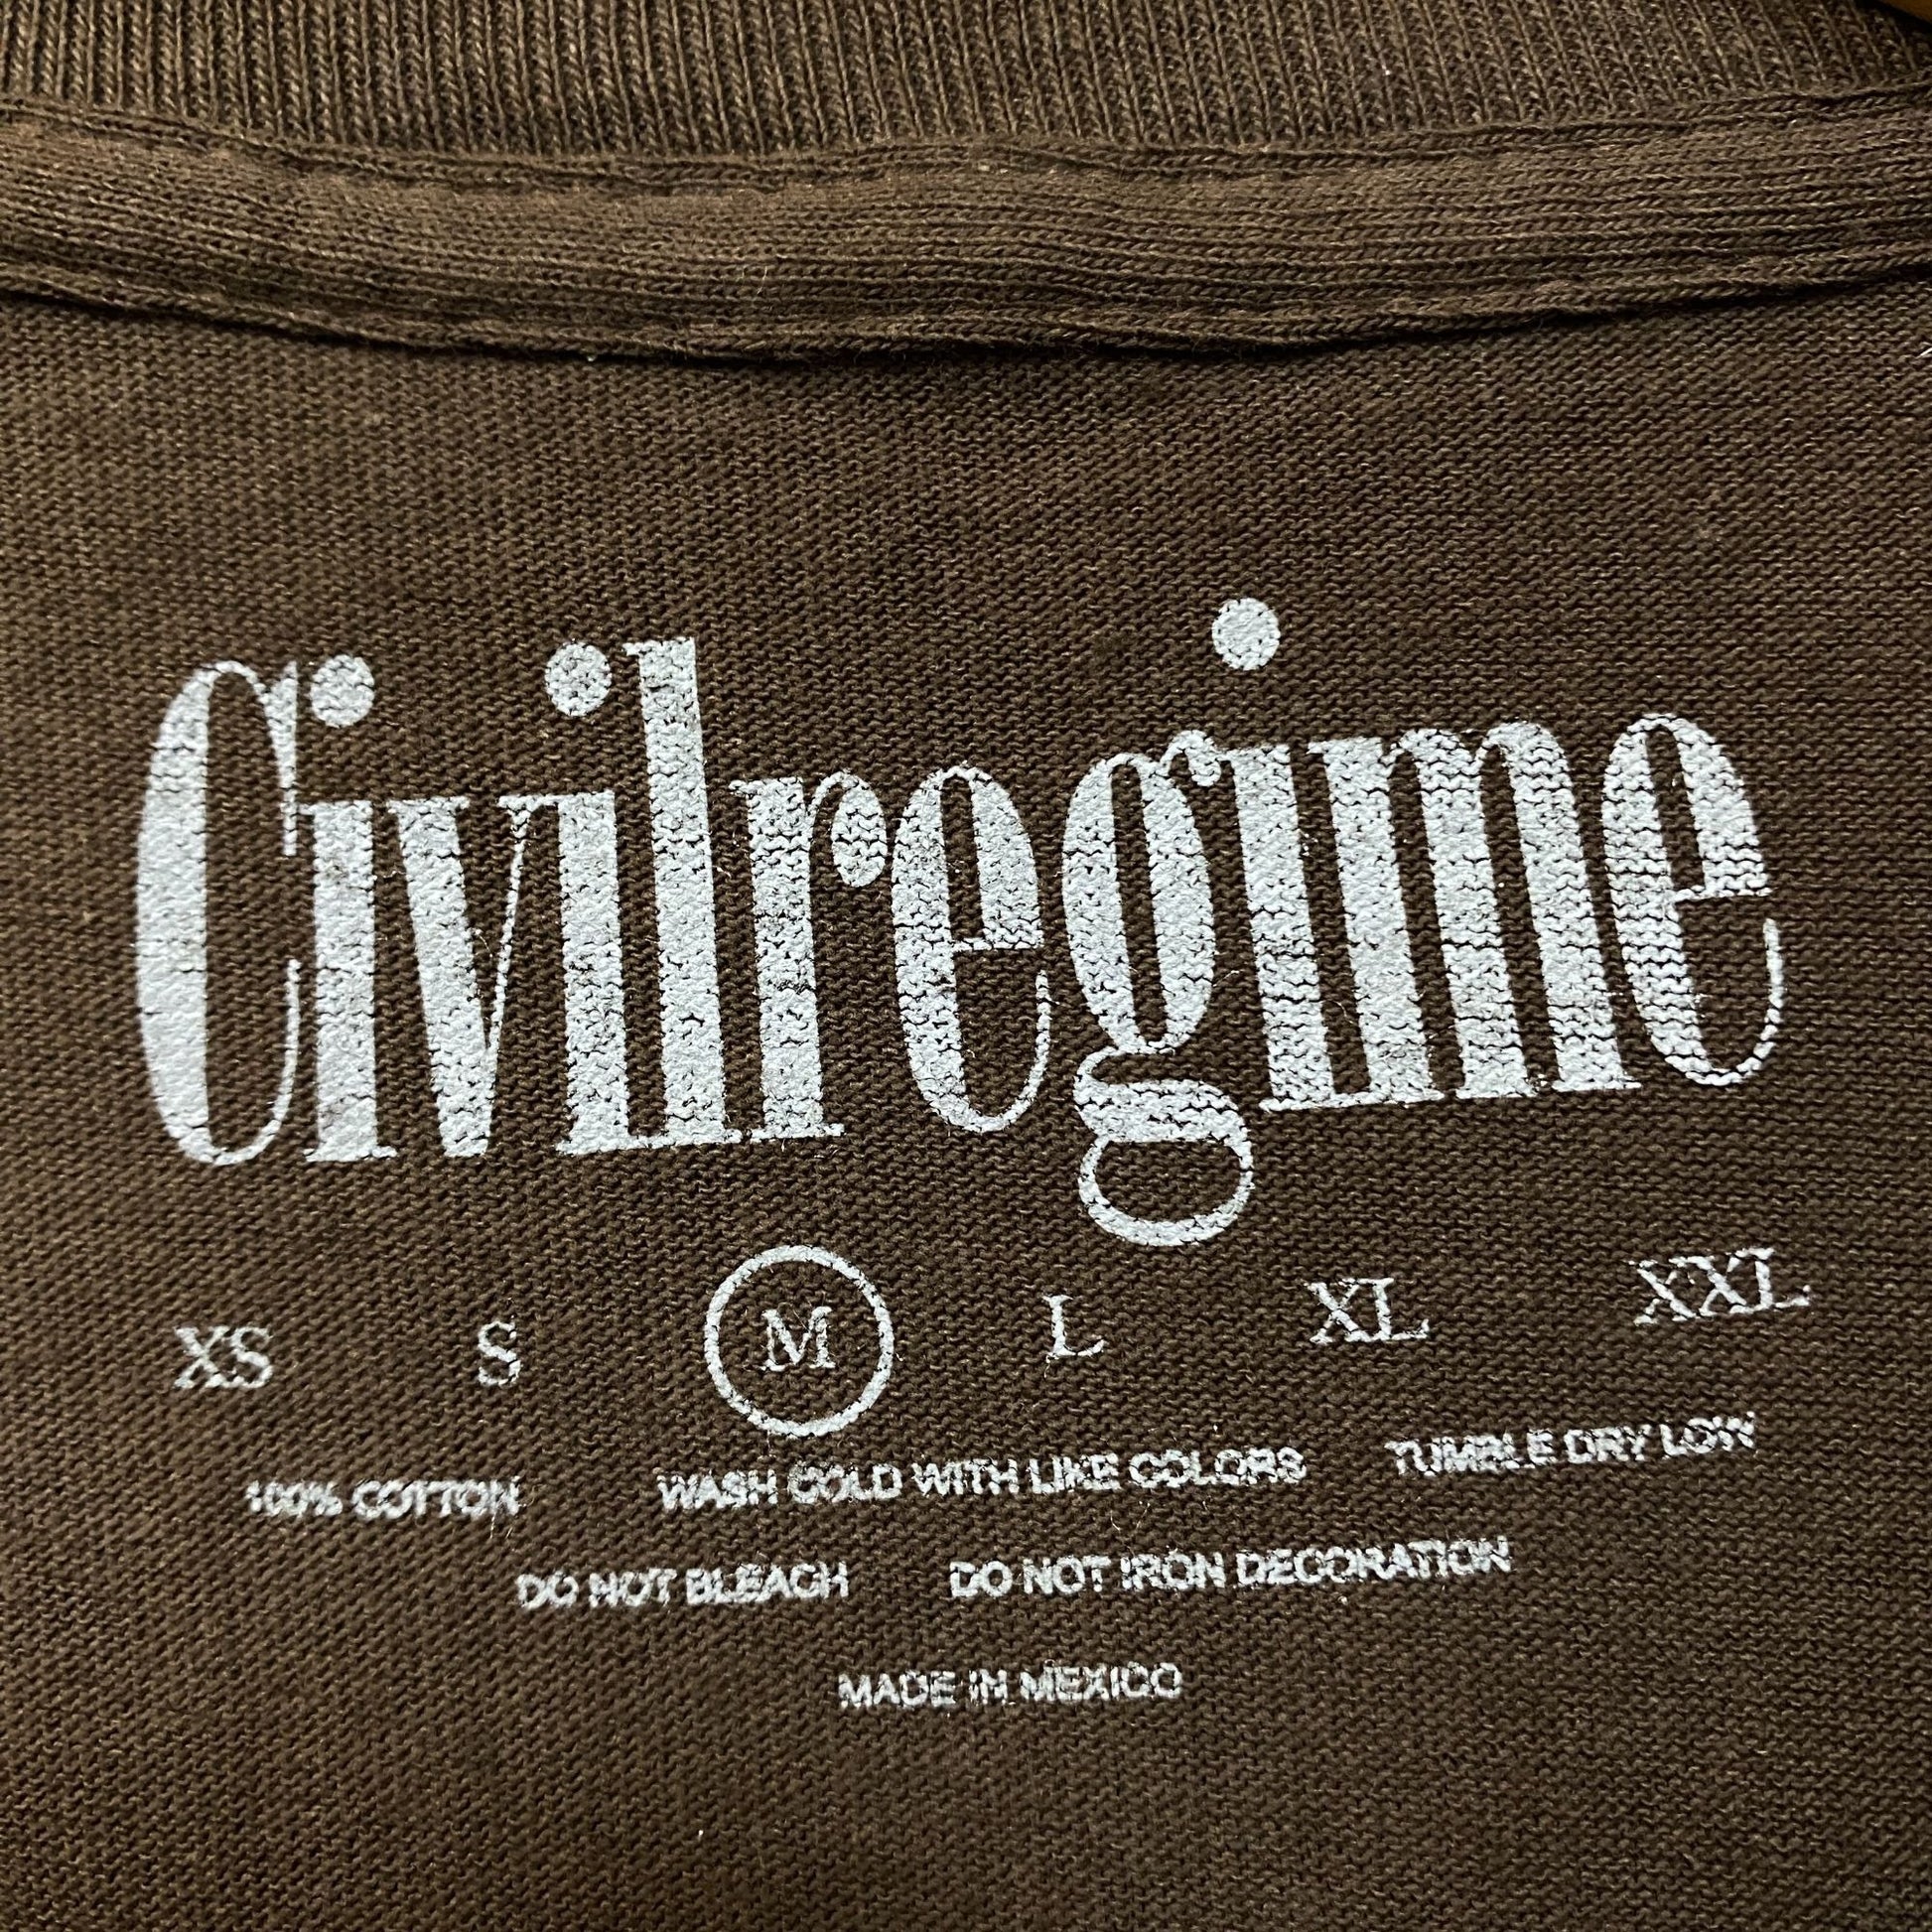 Civilregime
XS S M L XL XXL
100% COTTON WASH COLD WITH LIKE COLORS TUMBLE DRY LOW
DO NOT BLEACH DO NOT IRON DECORATION
MADE IN MEXICO